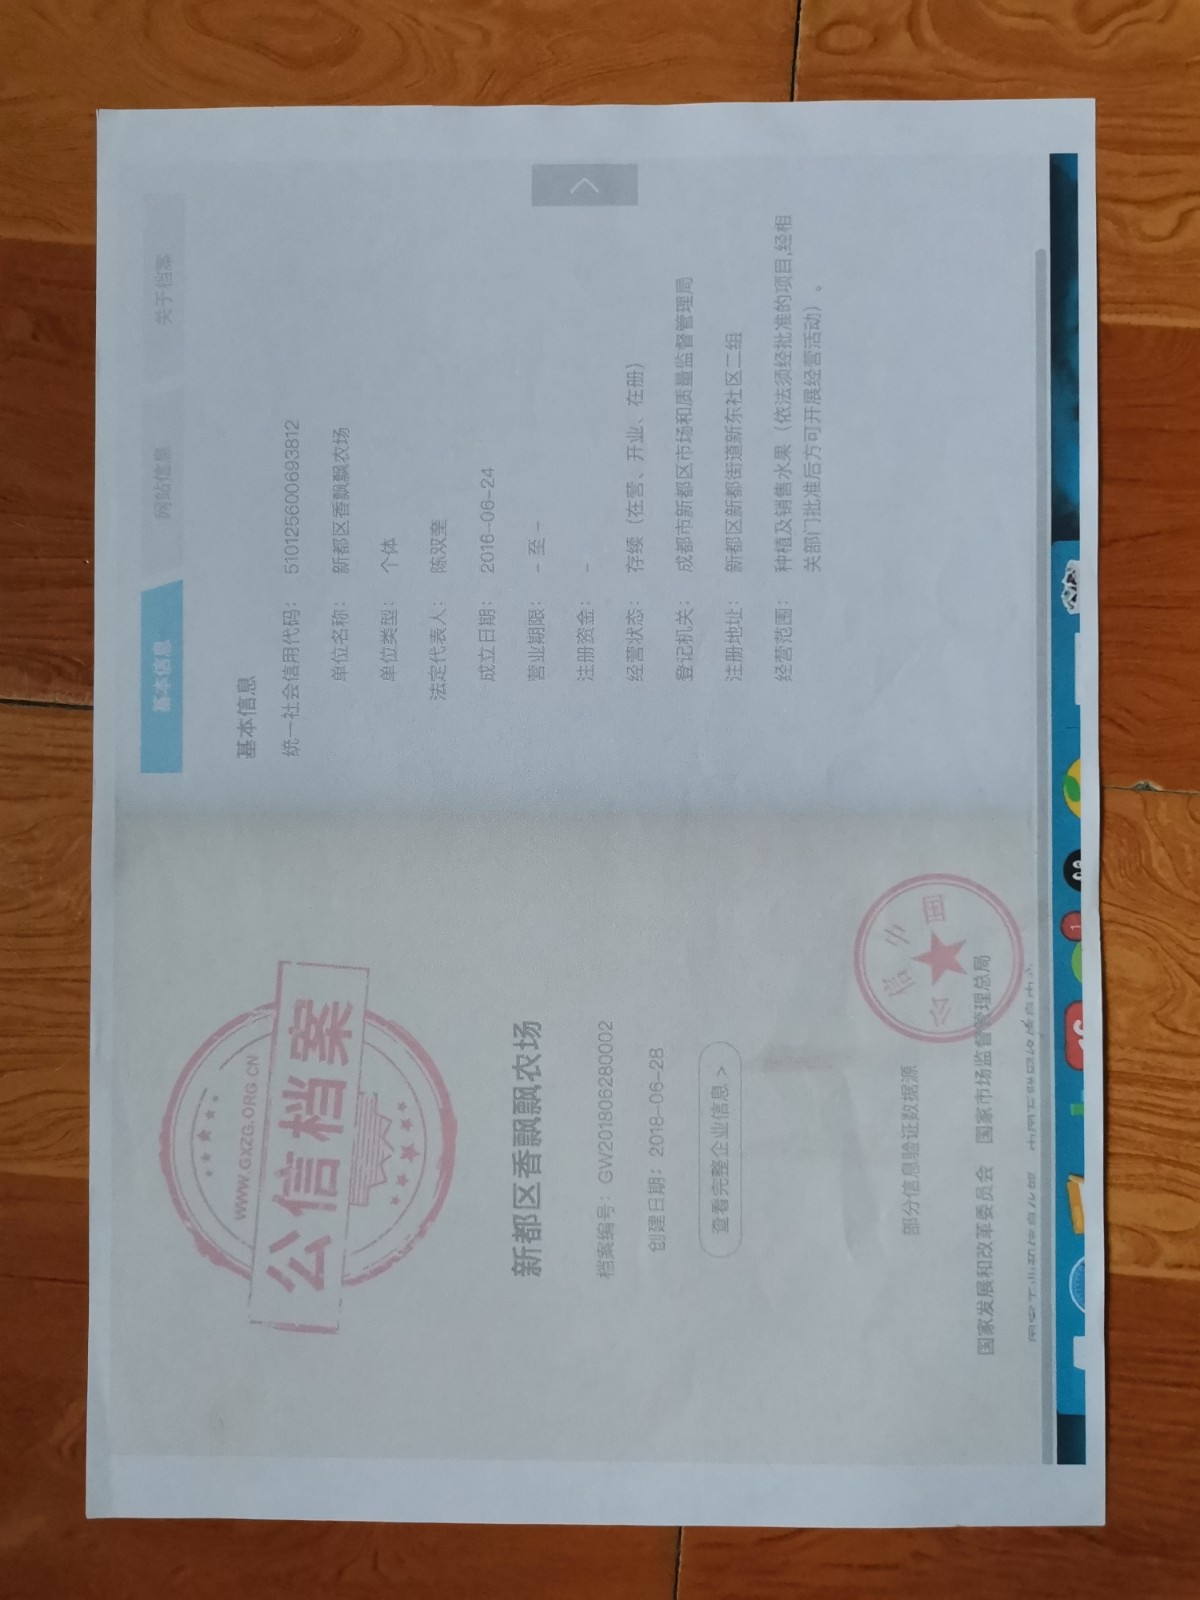 WWW.GXZG.ORG.CN
公信档案
新都区香飘飘农场
档案编号：GW201806280002
创建日期：2018-06-28
查看完整企业信息 >
部分信息验证数据源
国家发展和改革委员会 国家市场监督管理总局
公信中国
基本信息
网站信息
关于档案
基本信息
统一社会信用代码： 510125600693812
单位名称： 新都区香飘飘农场
单位类型： 个体
法定代表人： 陈双奎
成立日期： 2016-06-24
营业期限： - 至 -
注册资金： -
经营状态： 存续（在营、开业、在册）
登记机关： 成都市新都区市场和质量监督管理局
注册地址： 新都区新都街道新东社区二组
经营范围： 种植及销售水果（依法须经批准的项目,经相
关部门批准后方可开展经营活动）。